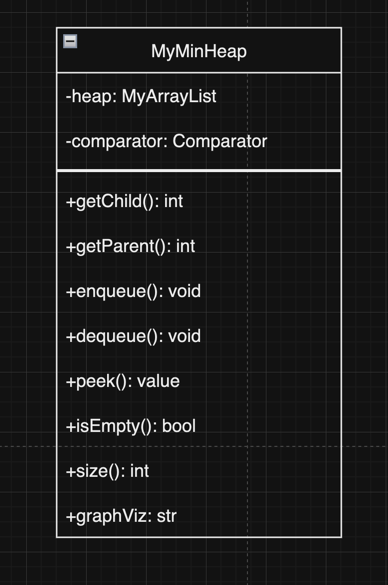 MyMinHeap
-heap: MyArrayList
-comparator: Comparator
+getChild(): int
+getParent(): int
+enqueue(): void
+dequeue(): void
+peek(): value
+isEmpty(): bool
+size(): int
+graphViz: str